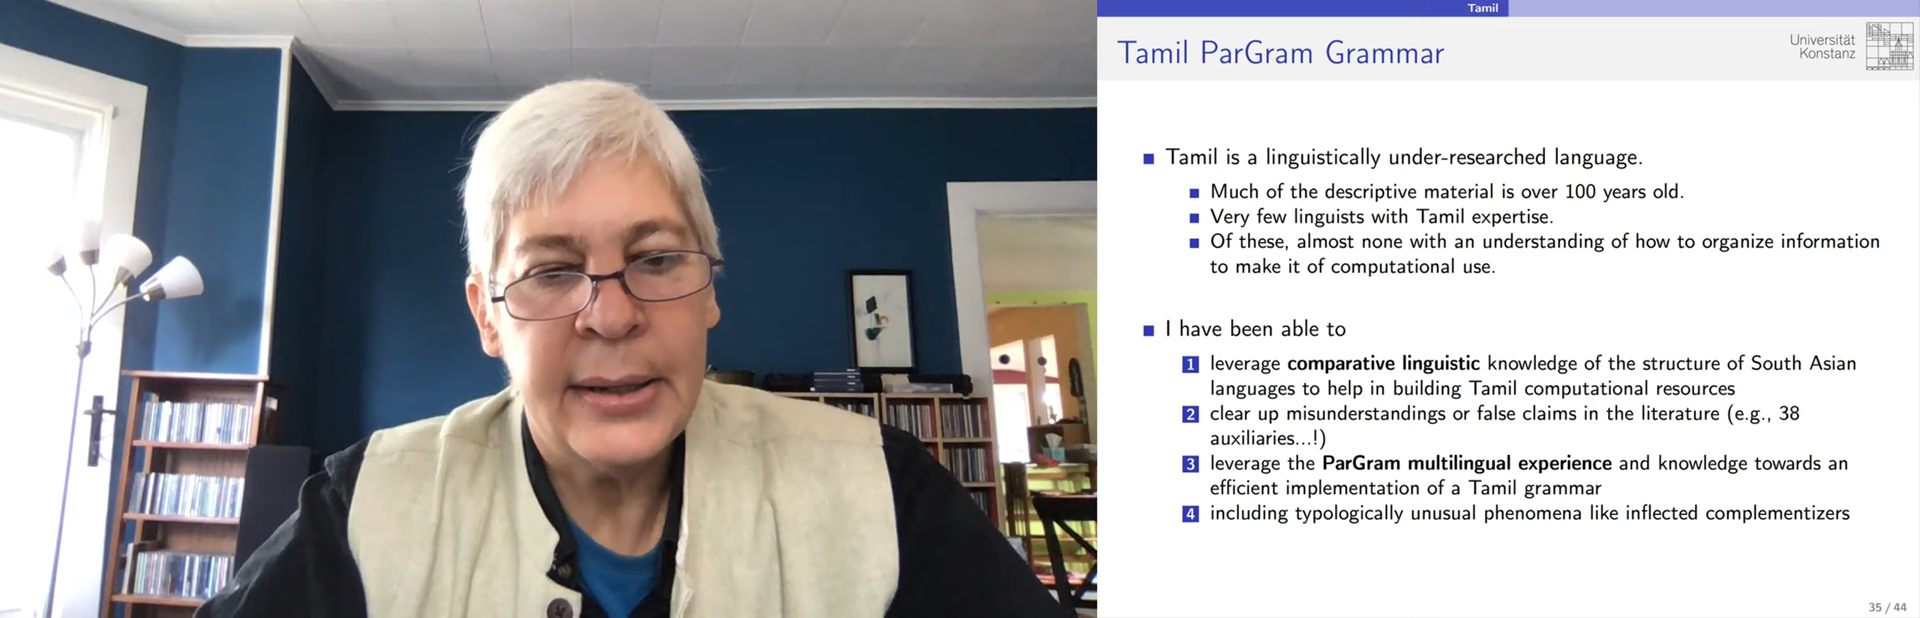 Tamil
Tamil ParGram Grammar
Universität
Konstanz
Tamil is a linguistically under-researched language.
Much of the descriptive material is over 100 years old.
Very few linguists with Tamil expertise.
Of these, almost none with an understanding of how to organize information
to make it of computational use.
I have been able to
1 leverage comparative linguistic knowledge of the structure of South Asian
languages to help in building Tamil computational resources
2 clear up misunderstandings or false claims in the literature (e.g., 38
auxiliaries...!)
3 leverage the ParGram multilingual experience and knowledge towards an
efficient implementation of a Tamil grammar
4 including typologically unusual phenomena like inflected complementizers
35 / 44